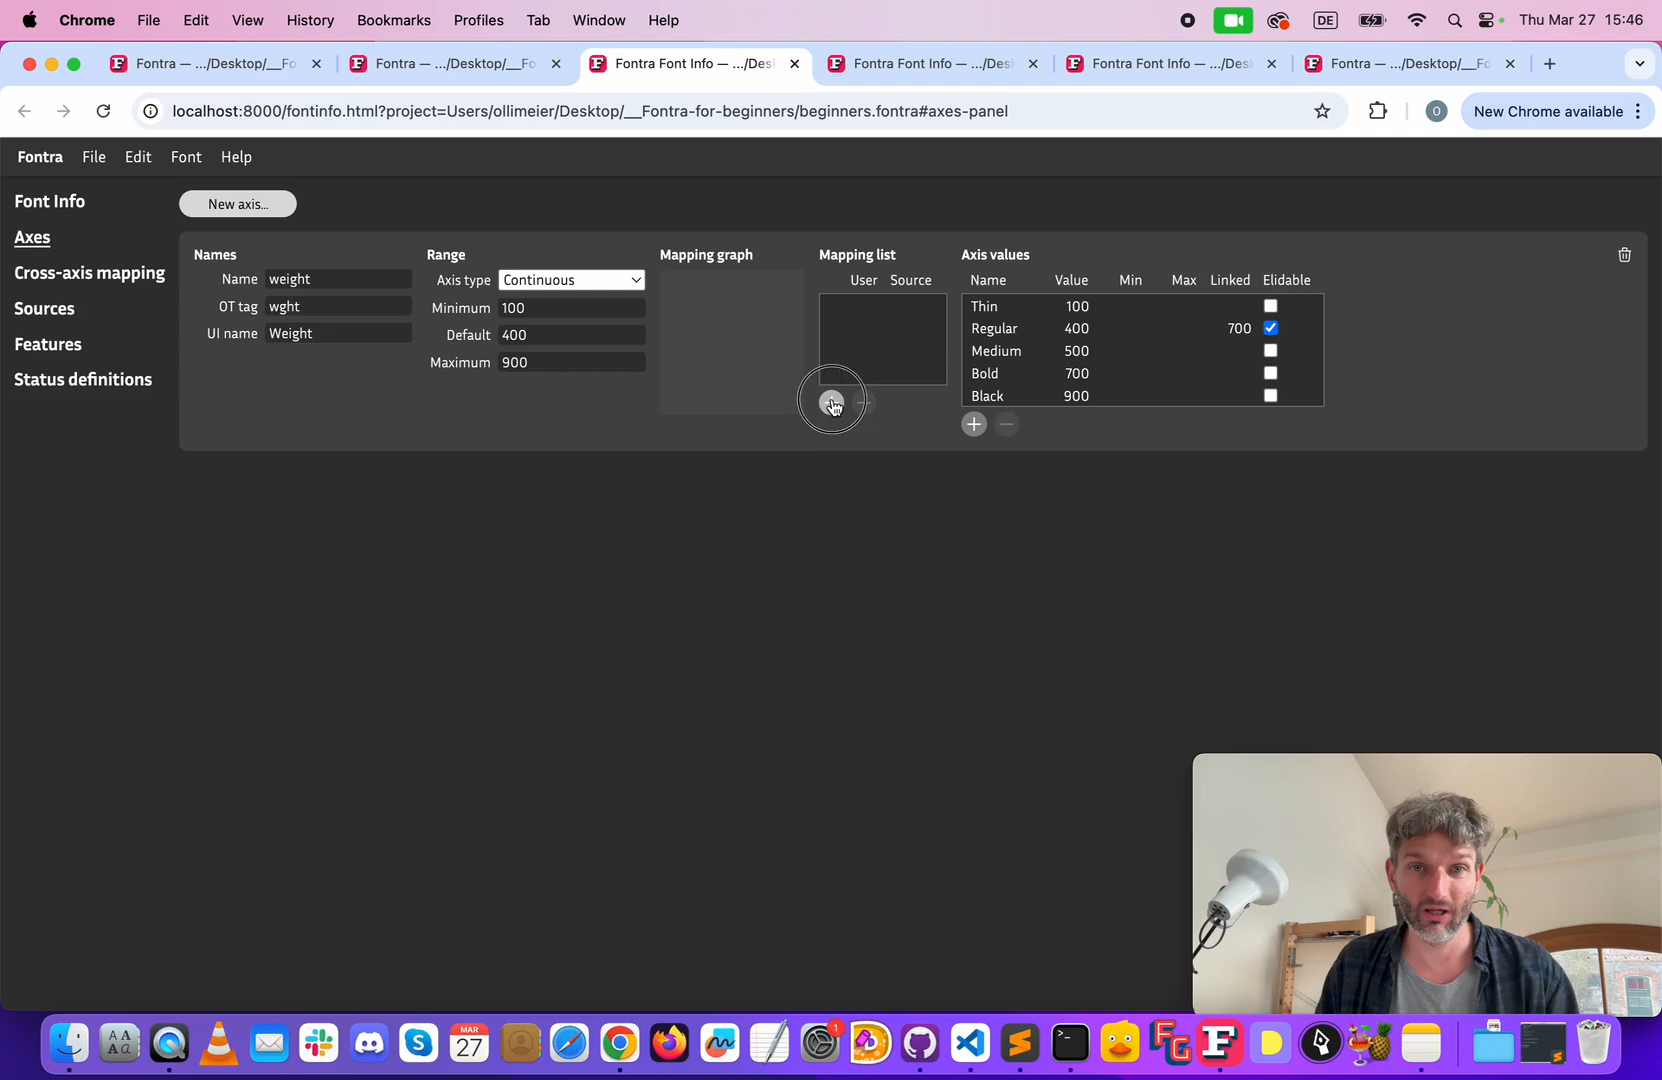 Chrome File Edit View History Bookmarks Profiles Tab Window Help DE Thu Mar 27 15:46
Fontra — .../Desktop/__Fo Fontra — .../Desktop/__Fo Fontra Font Info — .../Desk Fontra Font Info — .../Desk Fontra Font Info — .../Desk Fontra — .../Desktop/__Fo
localhost:8000/fontinfo.html?project=Users/ollimeier/Desktop/__Fontra-for-beginners/beginners.fontra#axes-panel O New Chrome available
Fontra File Edit Font Help
Font Info
Axes
Cross-axis mapping
Sources
Features
Status definitions
New axis...
Names
Name weight
OT tag wght
UI name Weight
Range
Axis type Continuous
Minimum 100
Default 400
Maximum 900
Mapping graph
Mapping list
User Source
Axis values
Name Value Min Max Linked Elidable
Thin 100
Regular 400 700
Medium 500
Bold 700
Black 900
MAR
27
1